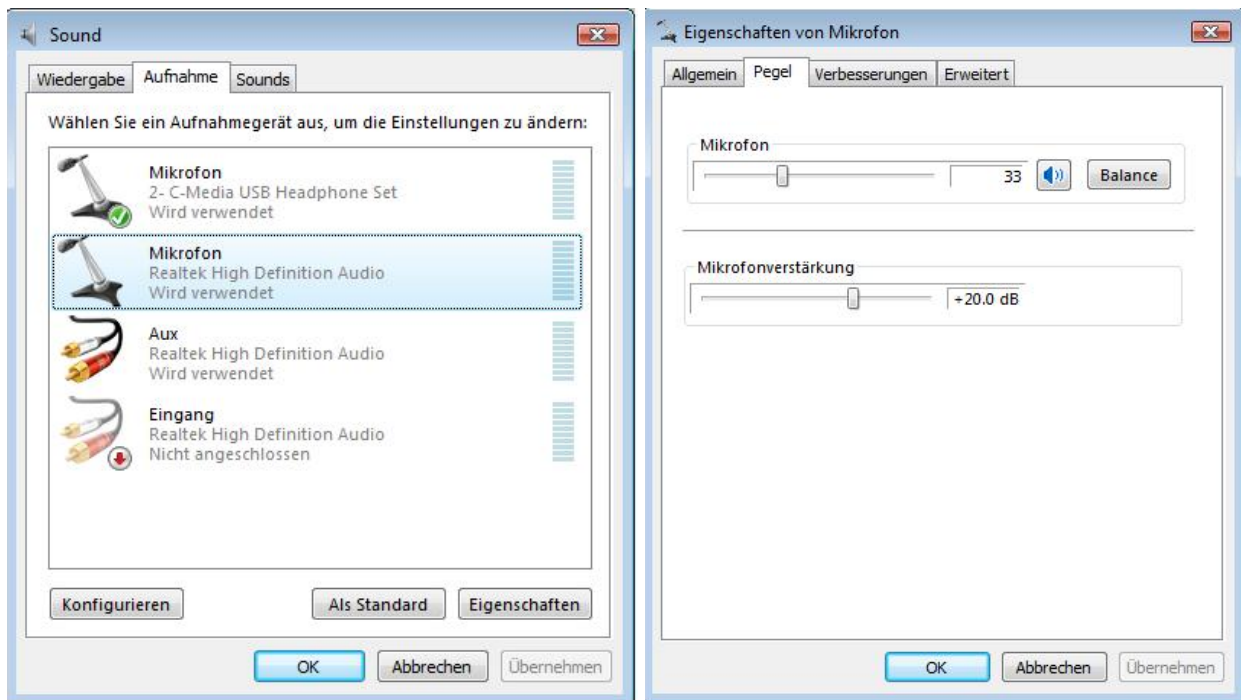 Sound
Wiedergabe Aufnahme Sounds
Wählen Sie ein Aufnahmegerät aus, um die Einstellungen zu ändern:
Mikrofon
2- C-Media USB Headphone Set
Wird verwendet
Mikrofon
Realtek High Definition Audio
Wird verwendet
Aux
Realtek High Definition Audio
Wird verwendet
Eingang
Realtek High Definition Audio
Nicht angeschlossen
Konfigurieren Als Standard Eigenschaften
OK Abbrechen Übernehmen
Eigenschaften von Mikrofon
Allgemein Pegel Verbesserungen Erweitert
Mikrofon
33 Balance
Mikrofonverstärkung
+20.0 dB
OK Abbrechen Übernehmen